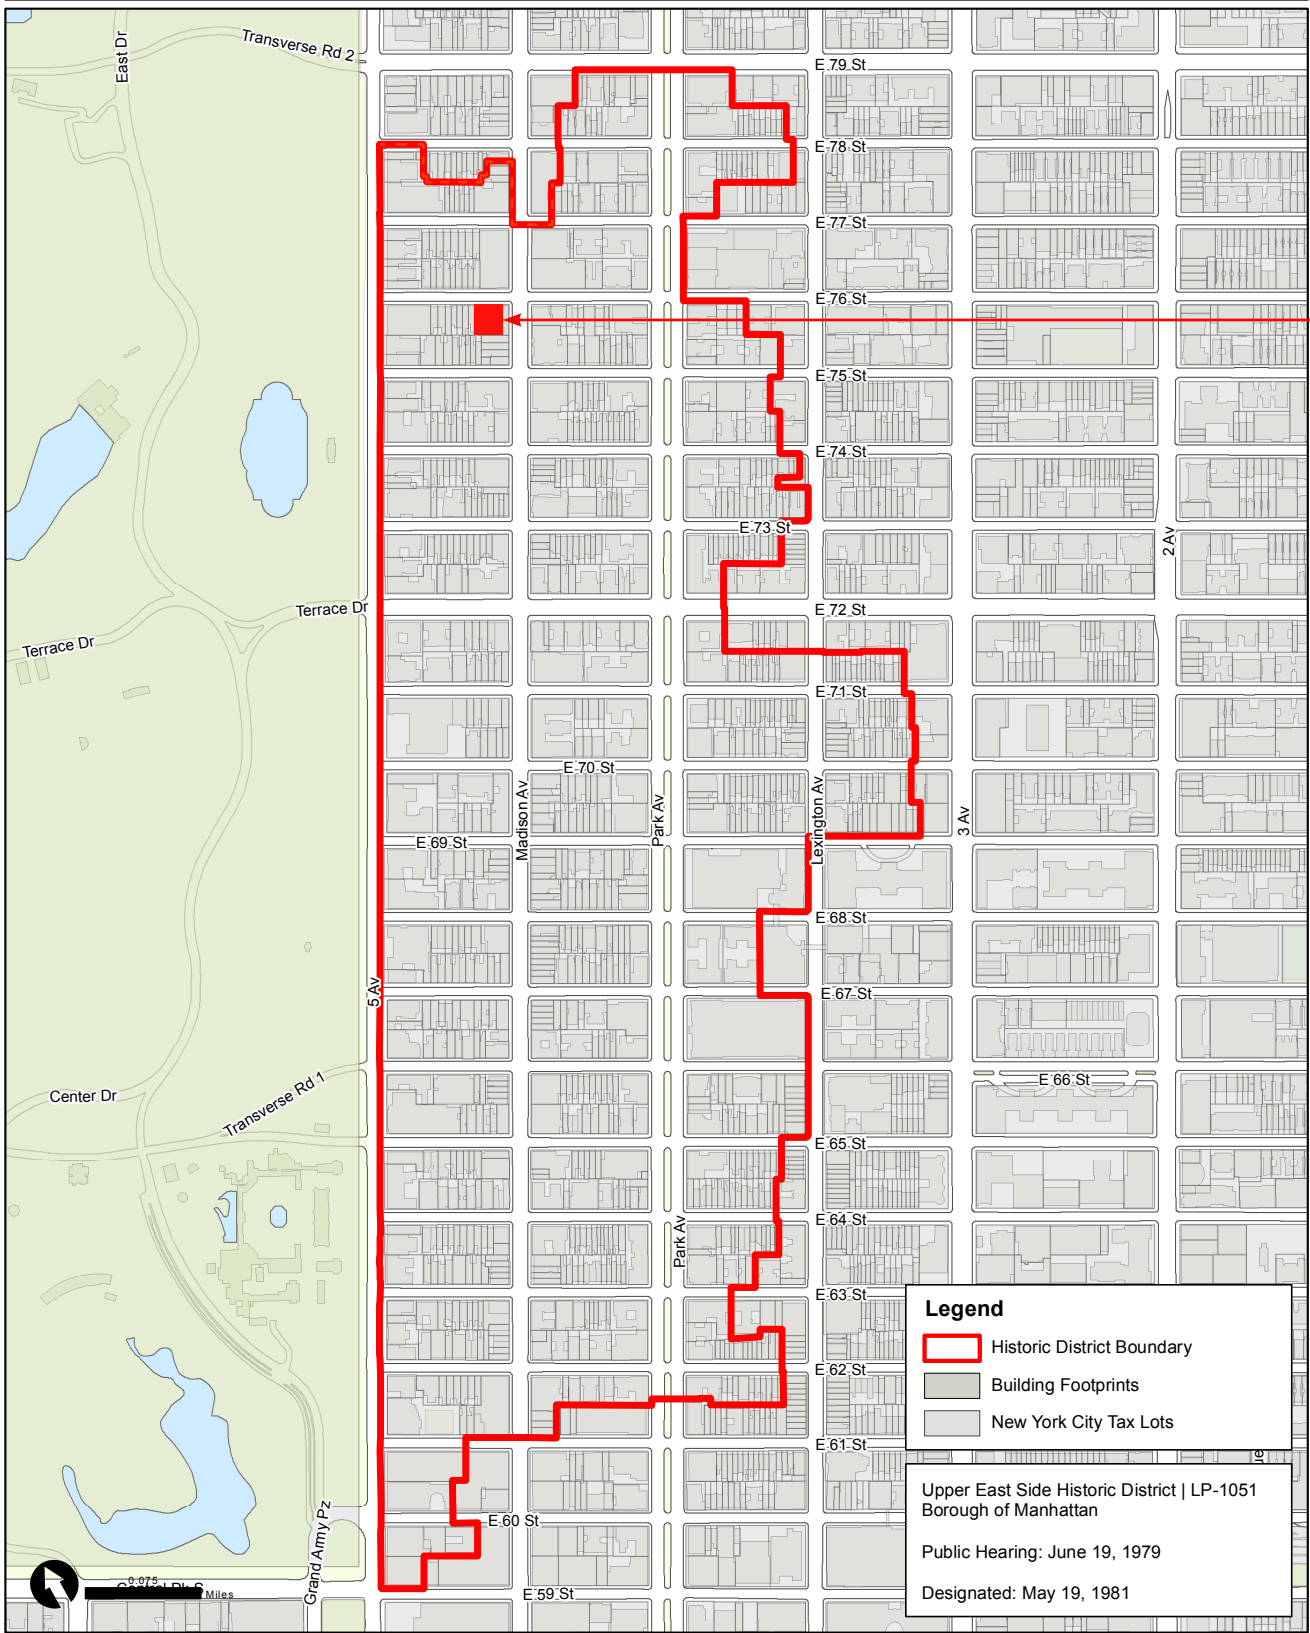 Transverse Rd 2
East Dr
E 79 St
E 78 St
E 77 St
E 76 St
E 75 St
E 74 St
E 73 St
2 Av
Terrace Dr
E 72 St
Terrace Dr
E 71 St
E 70 St
Madison Av
Park Av
Lexington Av
3 Av
E 69 St
E 68 St
5 Av
E 67 St
E 66 St
Center Dr
Transverse Rd 1
E 65 St
E 64 St
Park Av
E 63 St
E 62 St
E 61 St
Legend
Historic District Boundary
Building Footprints
New York City Tax Lots
ue
Upper East Side Historic District | LP-1051
Borough of Manhattan
Public Hearing: June 19, 1979
Designated: May 19, 1981
E 60 St
Grand Army Pz
0.075
Central Pk S
Miles
E 59 St